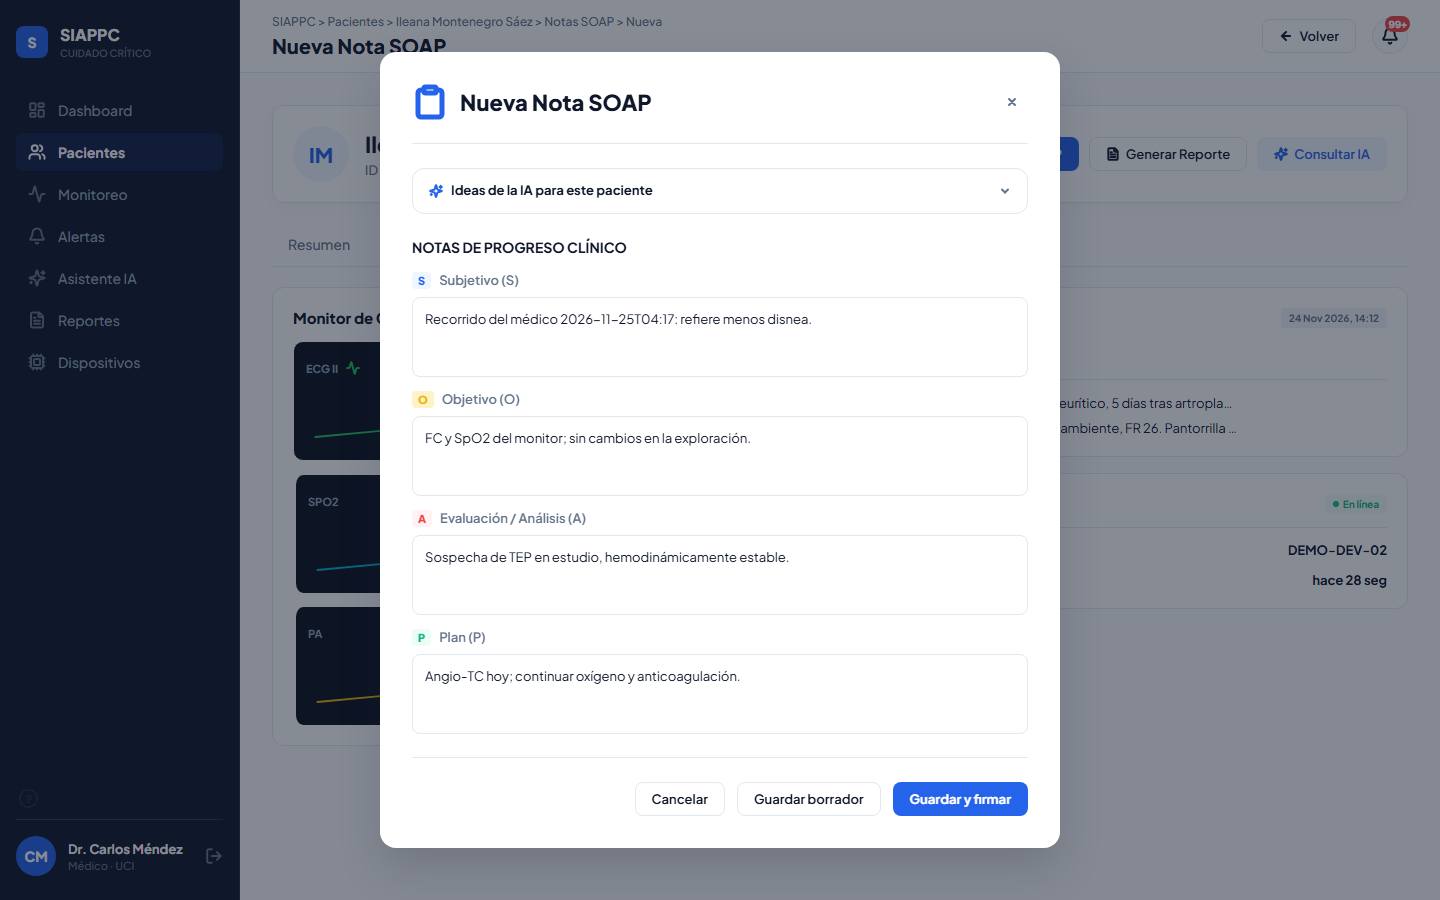 S
SIAPPC
CUIDADO CRÍTICO
Dashboard
Pacientes
Monitoreo
Alertas
Asistente IA
Reportes
Dispositivos
?
CM
Dr. Carlos Méndez
Médico · UCI
SIAPPC > Pacientes > Ileana Montenegro Sáez > Notas SOAP > Nueva
Nueva Nota SOAP
Volver
99+
IM
ID
Generar Reporte
Consultar IA
Resumen
Monitor de
ECG II
SPO2
PA
24 Nov 2026, 14:12
eurítico, 5 días tras artropla...
ambiente, FR 26. Pantorrilla ...
En línea
DEMO-DEV-02
hace 28 seg
Nueva Nota SOAP
×
Ideas de la IA para este paciente
NOTAS DE PROGRESO CLÍNICO
S Subjetivo (S)
Recorrido del médico 2026-11-25T04:17: refiere menos disnea.
O Objetivo (O)
FC y SpO2 del monitor; sin cambios en la exploración.
A Evaluación / Análisis (A)
Sospecha de TEP en estudio, hemodinámicamente estable.
P Plan (P)
Angio-TC hoy; continuar oxígeno y anticoagulación.
Cancelar
Guardar borrador
Guardar y firmar